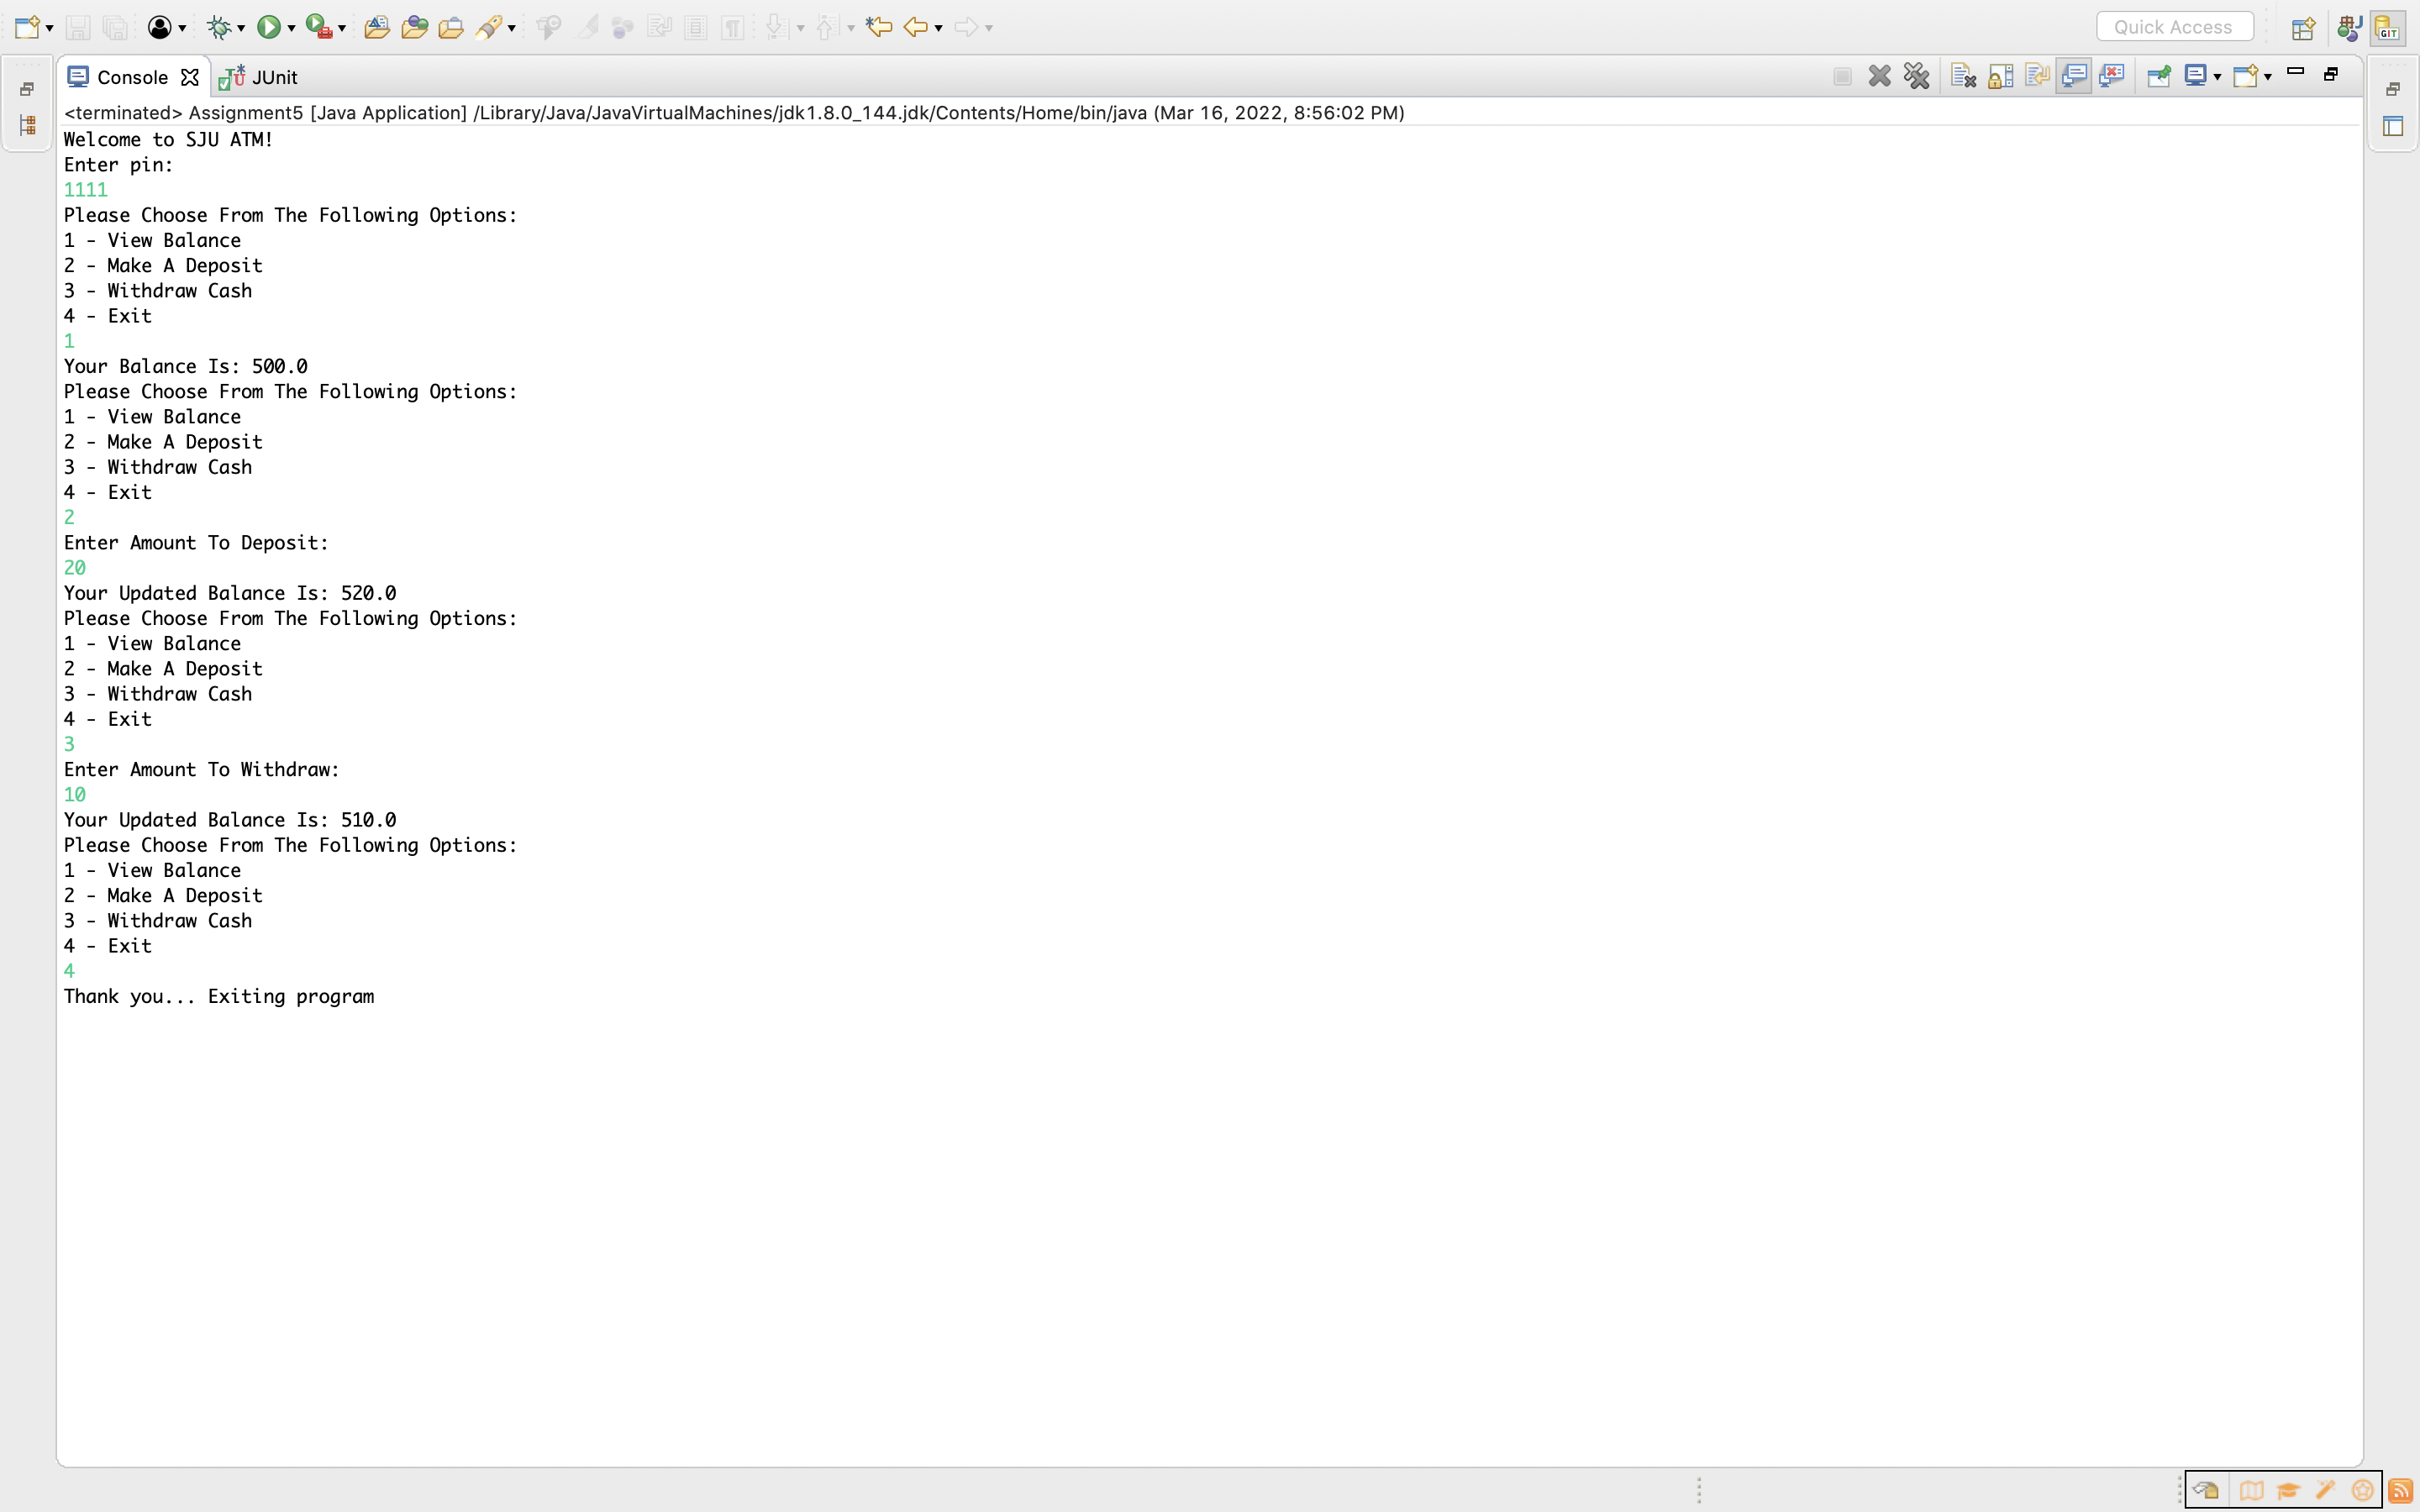 Quick Access
GIT
Console
JUnit
<terminated> Assignment5 [Java Application] /Library/Java/JavaVirtualMachines/jdk1.8.0_144.jdk/Contents/Home/bin/java (Mar 16, 2022, 8:56:02 PM)
Welcome to SJU ATM!
Enter pin:
1111
Please Choose From The Following Options:
1 - View Balance
2 - Make A Deposit
3 - Withdraw Cash
4 - Exit
1
Your Balance Is: 500.0
Please Choose From The Following Options:
1 - View Balance
2 - Make A Deposit
3 - Withdraw Cash
4 - Exit
2
Enter Amount To Deposit:
20
Your Updated Balance Is: 520.0
Please Choose From The Following Options:
1 - View Balance
2 - Make A Deposit
3 - Withdraw Cash
4 - Exit
3
Enter Amount To Withdraw:
10
Your Updated Balance Is: 510.0
Please Choose From The Following Options:
1 - View Balance
2 - Make A Deposit
3 - Withdraw Cash
4 - Exit
4
Thank you... Exiting program